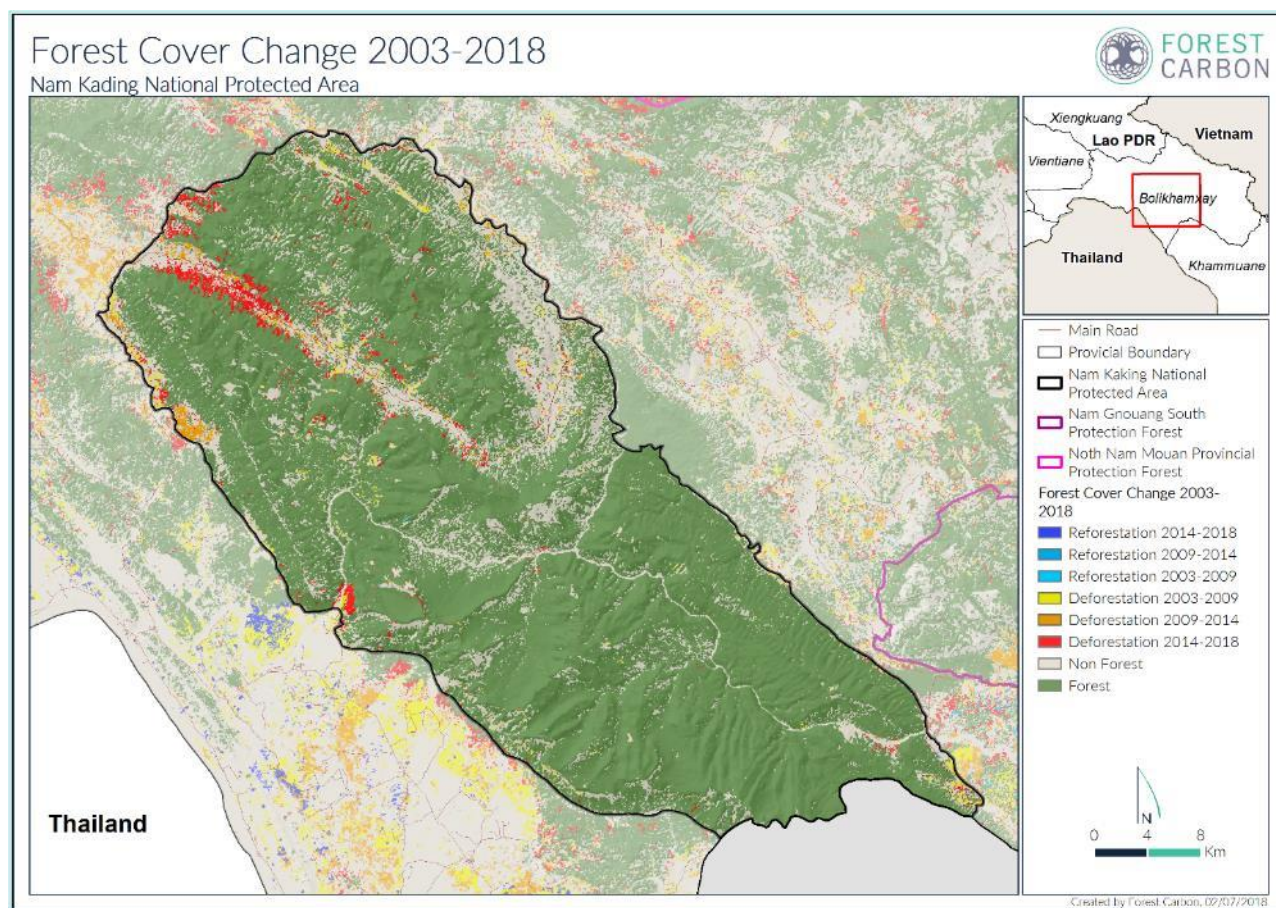 Forest Cover Change 2003-2018
Nam Kading National Protected Area
FOREST
CARBON
Thailand
Xiengkuang
Vietnam
Lao PDR
Vientiane
Bolikhamxay
Thailand
Khammuane
Main Road
Provicial Boundary
Nam Kaking National
Protected Area
Nam Gnouang South
Protection Forest
Noth Nam Mouan Provincial
Protection Forest
Forest Cover Change 2003-
2018
Reforestation 2014-2018
Reforestation 2009-2014
Reforestation 2003-2009
Deforestation 2003-2009
Deforestation 2009-2014
Deforestation 2014-2018
Non Forest
Forest
N
0 4 8
Km
Created by Forest Carbon, 02/07/2018